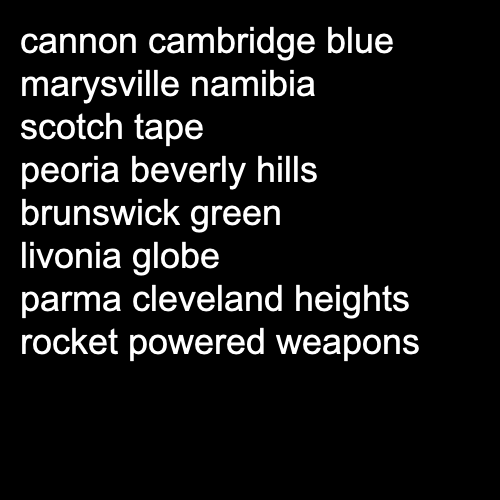 cannon cambridge blue
marysville namibia
scotch tape
peoria beverly hills
brunswick green
livonia globe
parma cleveland heights
rocket powered weapons